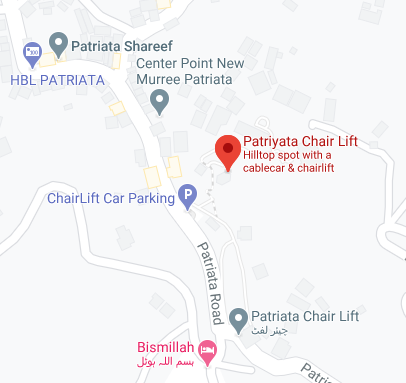 Patriata Shareef
HBL PATRIATA
Center Point New
Murree Patriata
Patriyata Chair Lift
Hilltop spot with a
cablecar & chairlift
P
ChairLift Car Parking
Patriata Road
Patriata Chair Lift
چیئر لفٹ
Bismillah
بسم اللہ ہوٹل
Patri